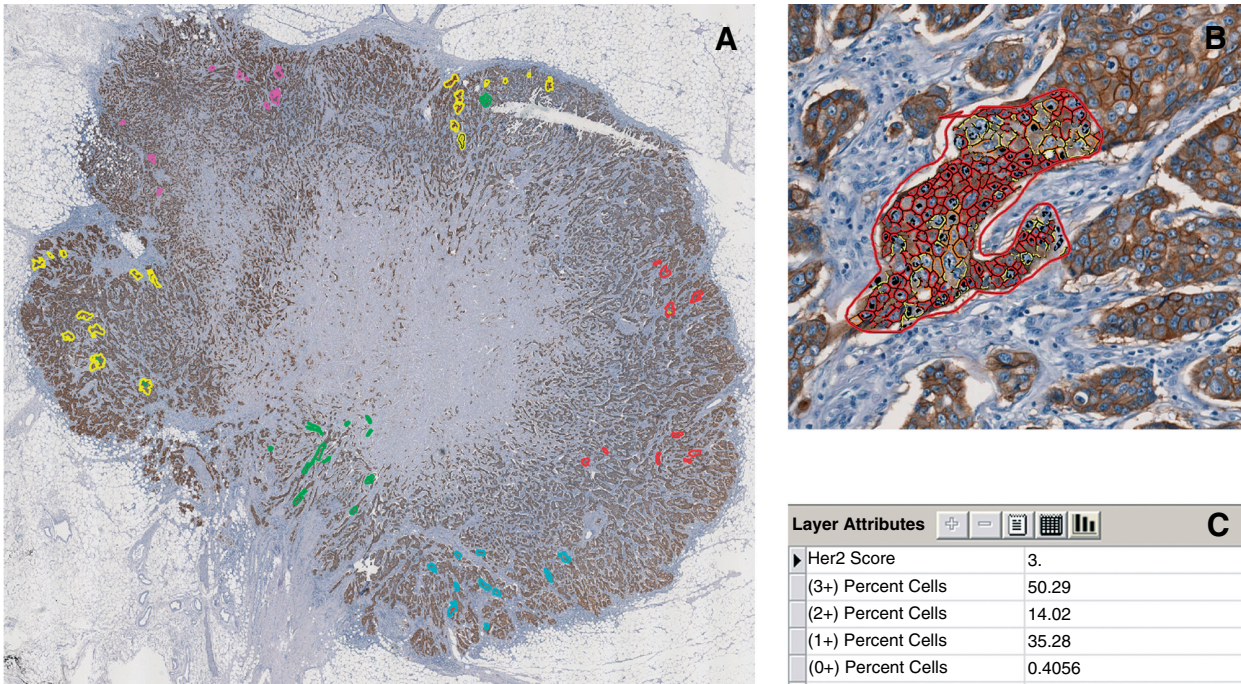 A
B
Layer Attributes
C
Her2 Score 3.
(3+) Percent Cells 50.29
(2+) Percent Cells 14.02
(1+) Percent Cells 35.28
(0+) Percent Cells 0.4056